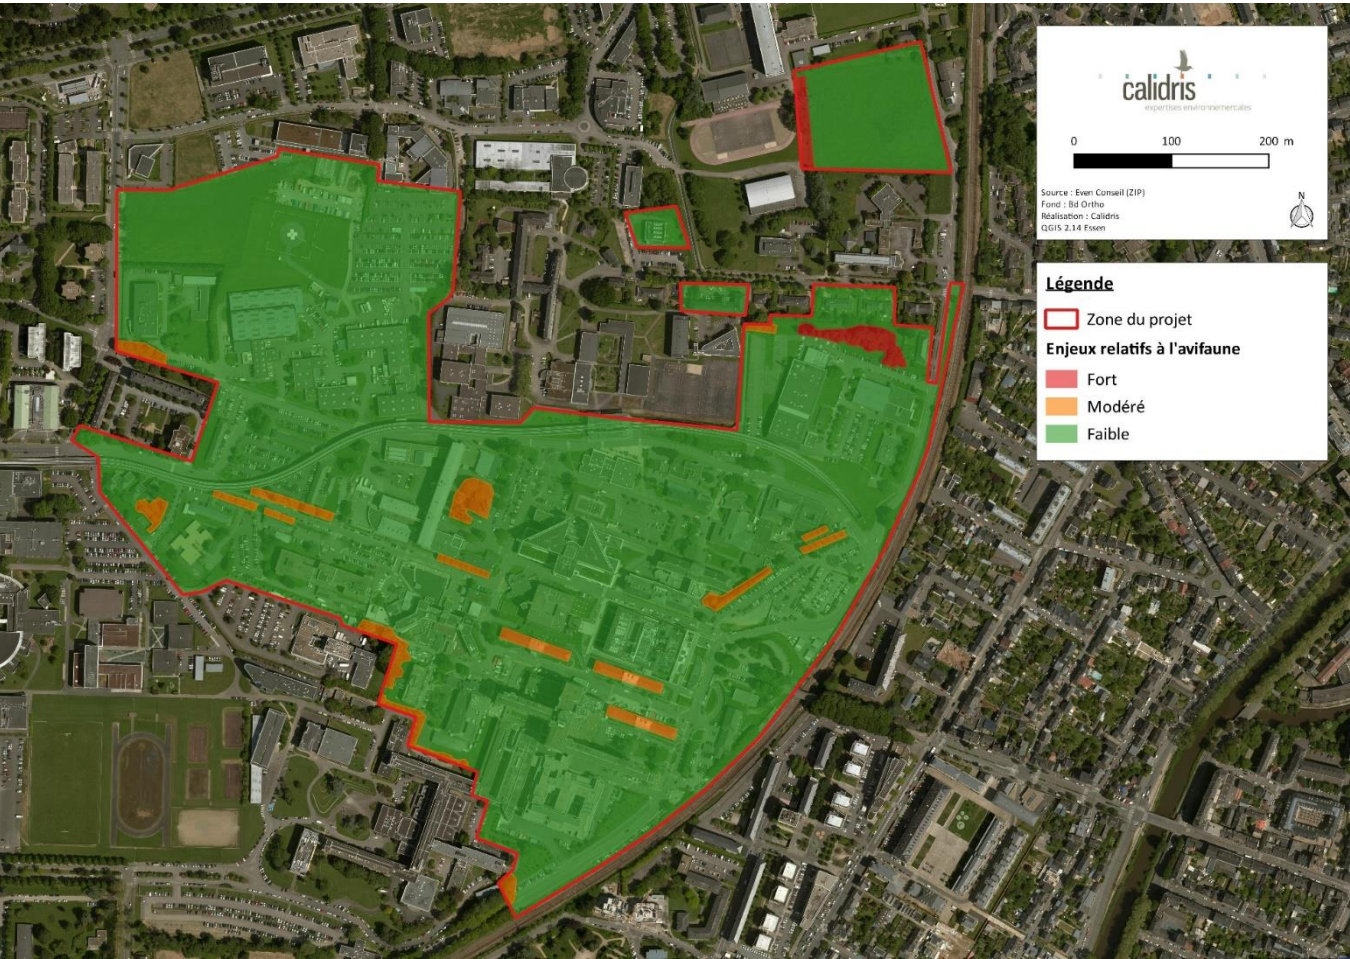 calidris
expertises environnementales
0 100 200 m
Source : Even Conseil (ZIP)
Fond : Bd Ortho
Réalisation : Calidris
QGIS 2.14 Essen
N
Légende
Zone du projet
Enjeux relatifs à l'avifaune
Fort
Modéré
Faible